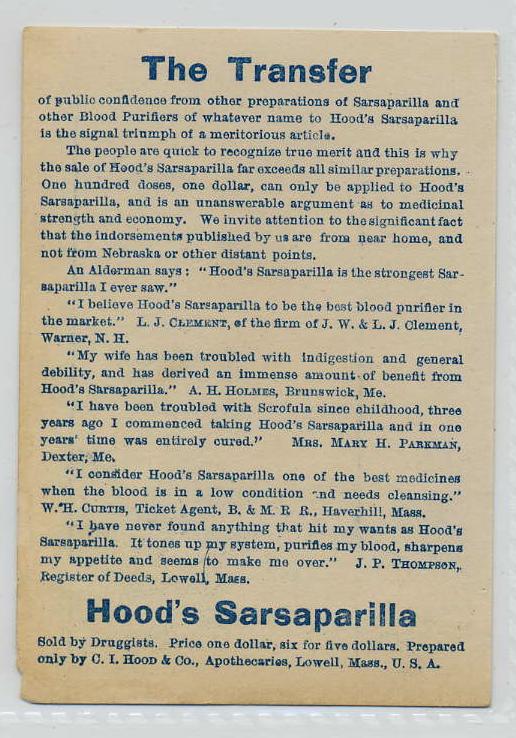 The Transfer
of public confidence from other preparations of Sarsaparilla and
other Blood Purifiers of whatever name to Hood's Sarsaparilla
is the signal triumph of a meritorious article.
The people are quick to recognize true merit and this is why
the sale of Hood's Sarsaparilla far exceeds all similar preparations.
One hundred doses, one dollar, can only be applied to Hood's
Sarsaparilla, and is an unanswerable argument as to medicinal
strength and economy. We invite attention to the significant fact
that the indorsements published by us are from near home, and
not from Nebraska or other distant points.
An Alderman says: "Hood's Sarsaparilla is the strongest Sar-
saparilla I ever saw."
"I believe Hood's Sarsaparilla to be the best blood purifier in
the market." L. J. CLEMENT, of the firm of J. W. & L. J. Clement,
Warner, N. H.
"My wife has been troubled with indigestion and general
debility, and has derived an immense amount of benefit from
Hood's Sarsaparilla." A. H. HOLMES, Brunswick, Me.
"I have been troubled with Scrofula since childhood, three
years ago I commenced taking Hood's Sarsaparilla and in one
years' time was entirely cured." MRS. MARY H. PARKMAN,
Dexter, Me.
"I consider Hood's Sarsaparilla one of the best medicines
when the blood is in a low condition and needs cleansing."
W. H. CURTIS, Ticket Agent, B. & M. R. R., Haverhill, Mass.
"I have never found anything that hit my wants as Hood's
Sarsaparilla. It tones up my system, purifies my blood, sharpens
my appetite and seems to make me over." J. P. THOMPSON,
Register of Deeds, Lowell, Mass.
Hood's Sarsaparilla
Sold by Druggists. Price one dollar, six for five dollars. Prepared
only by C. I. HOOD & Co., Apothecaries, Lowell, Mass., U. S. A.